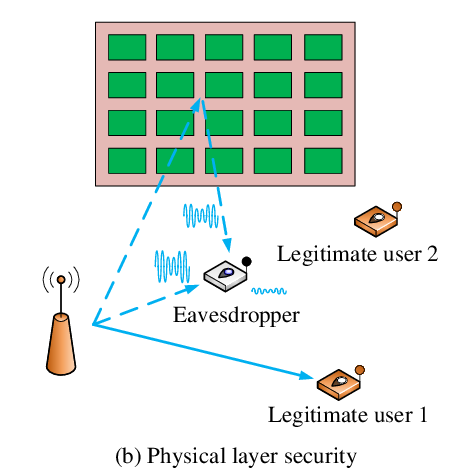 Legitimate user 2
Eavesdropper
Legitimate user 1
(b) Physical layer security